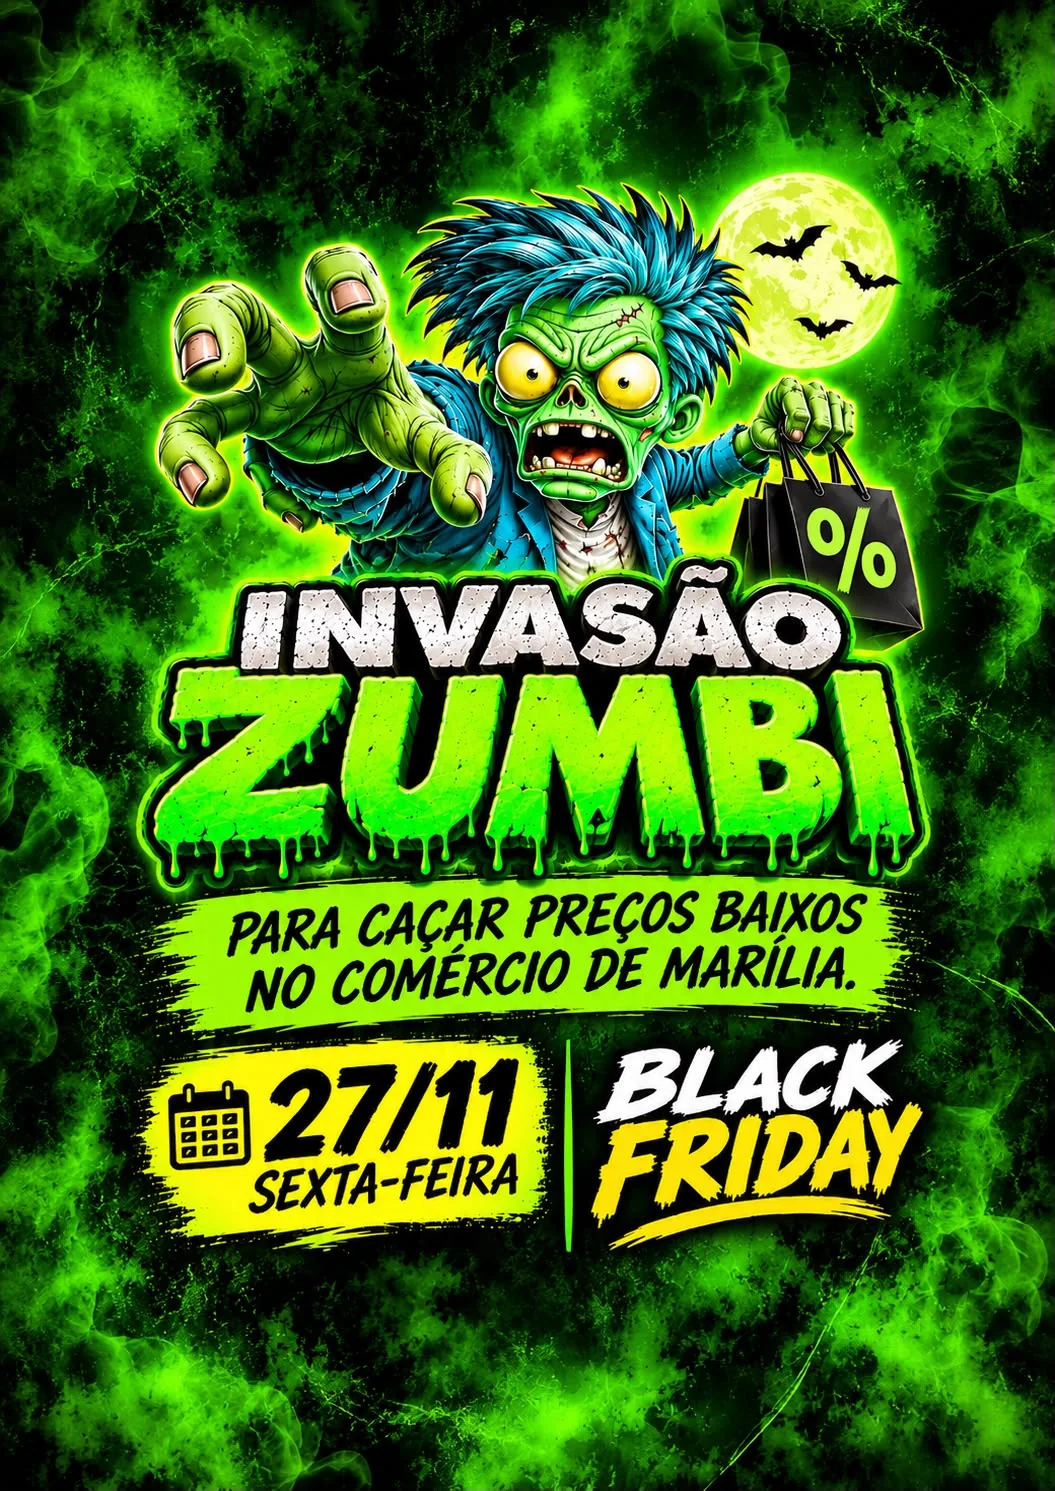 %
INVASÃO
ZUMBI
PARA CAÇAR PREÇOS BAIXOS
NO COMÉRCIO DE MARÍLIA.
27/11
SEXTA-FEIRA
BLACK
FRIDAY